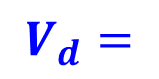 V_d =